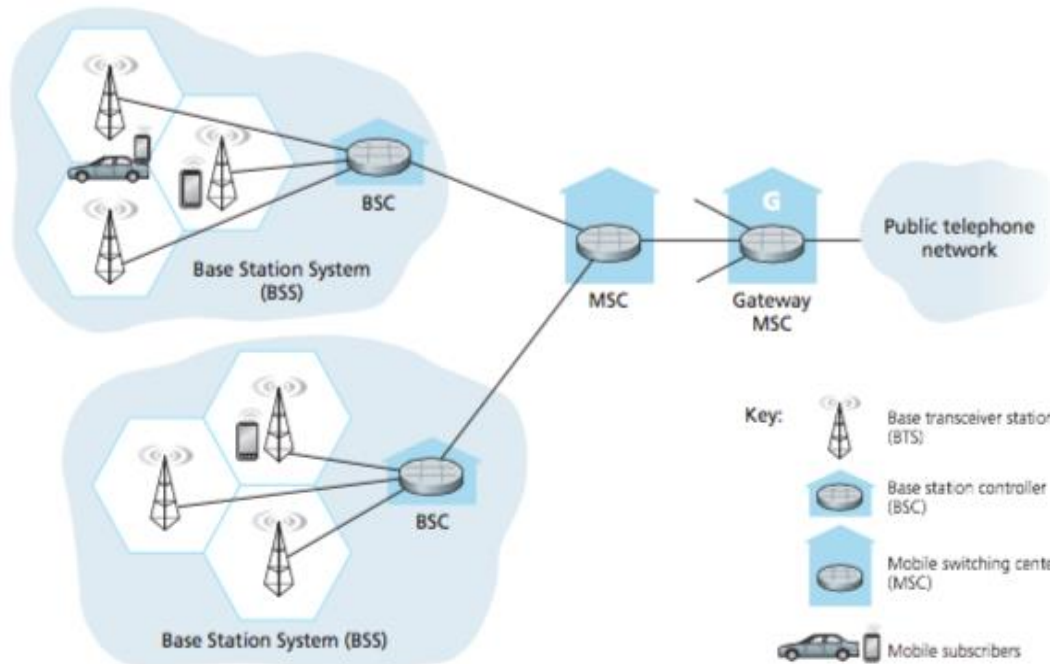 BSC
Base Station System
(BSS)
G
MSC
Gateway
MSC
Public telephone
network
BSC
Base Station System (BSS)
Key:
Base transceiver station
(BTS)
Base station controller
(BSC)
Mobile switching cente
(MSC)
Mobile subscribers